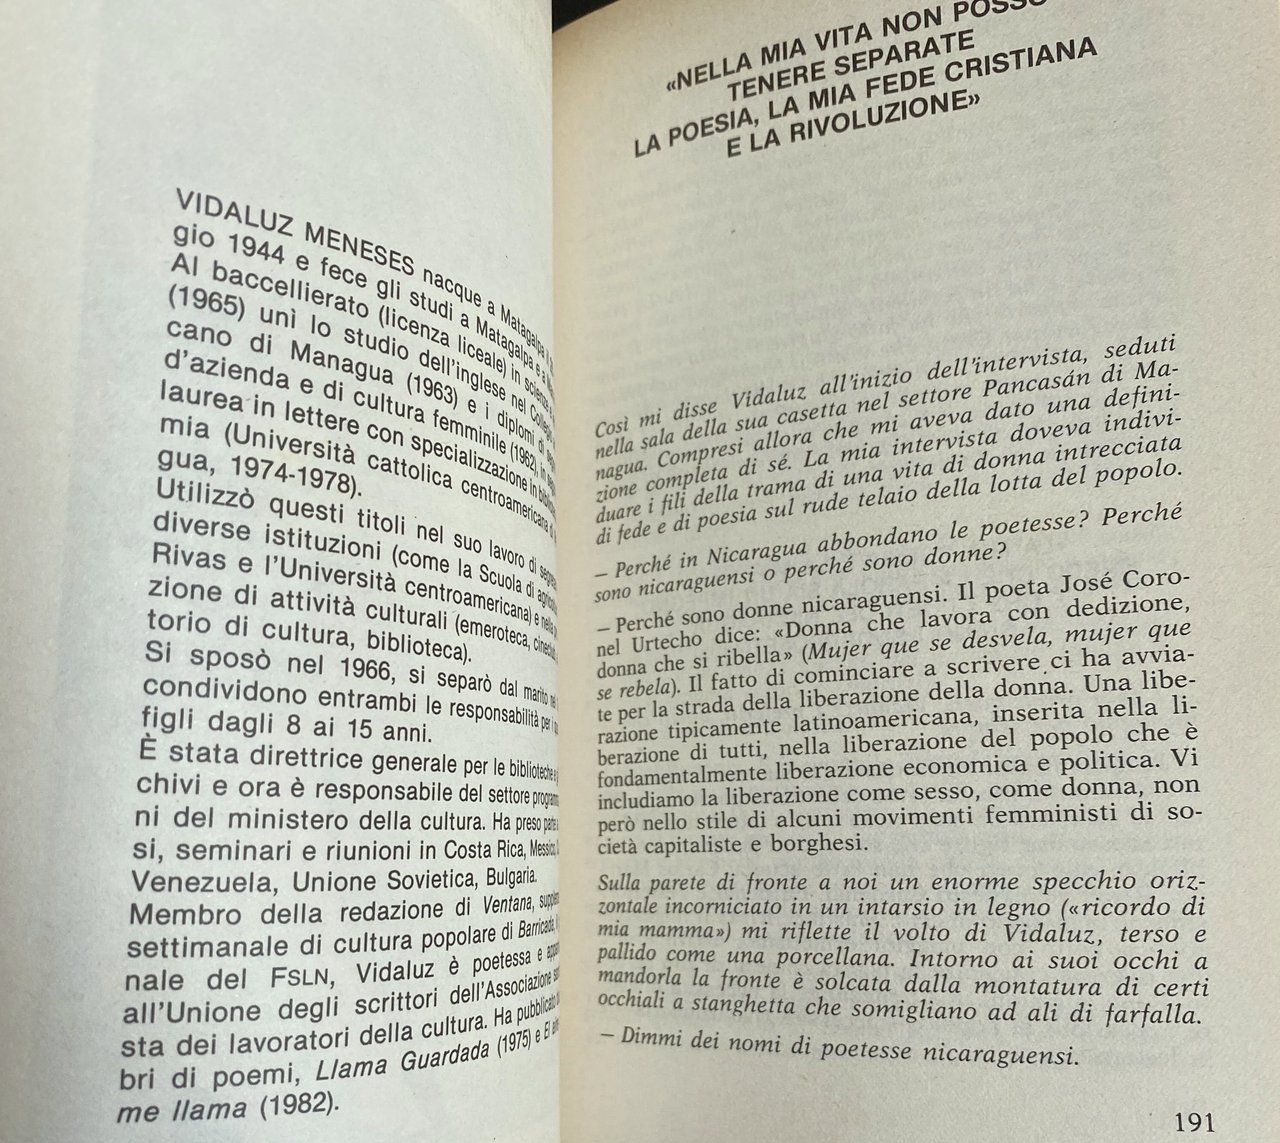 VIDALUZ MENESES nacque a Matagalpa il
gio 1944 e fece gli studi a Matagalpa e a
Al baccellierato (licenza liceale) in
(1965) unì lo studio dell'inglese nel
cano di Managua (1963) e i diplomi di
d'azienda e di cultura femminile (1962), in
laurea in lettere con specializzazione in
mia (Università cattolica centroamericana di
gua, 1974-1978).
Utilizzò questi titoli nel suo lavoro di
diverse istituzioni (come la Scuola di
Rivas e l'Università centroamericana) e
zione di attività culturali (emeroteca,
torio di cultura, biblioteca).
Si sposò nel 1966, si separò dal marito
condividono entrambi le responsabilità per i
figli dagli 8 ai 15 anni.
È stata direttrice generale per le biblioteche e
chivi e ora è responsabile del settore
ni del ministero della cultura. Ha preso parte a
si, seminari e riunioni in Costa Rica, Messico,
Venezuela, Unione Sovietica, Bulgaria.
Membro della redazione di Ventana,
settimanale di cultura popolare di Barricada,
nale del FSLN, Vidaluz è poetessa e
all'Unione degli scrittori dell'Associazione
sta dei lavoratori della cultura. Ha pubblicato
bri di poemi, Llama Guardada (1975) e El
me llama (1982).
«NELLA MIA VITA NON POSSO
TENERE SEPARATE
LA POESIA, LA MIA FEDE CRISTIANA
E LA RIVOLUZIONE»
Così mi disse Vidaluz all'inizio dell'intervista, seduti
nella sala della sua casetta nel settore Pancasán di Ma-
nagua. Compresi allora che mi aveva dato una defini-
zione completa di sé. La mia intervista doveva indivi-
duare i fili della trama di una vita di donna intrecciata
di fede e di poesia sul rude telaio della lotta del popolo.
– Perché in Nicaragua abbondano le poetesse? Perché
sono nicaraguensi o perché sono donne?
– Perché sono donne nicaraguensi. Il poeta José Coro-
nel Urtecho dice: «Donna che lavora con dedizione,
donna che si ribella» (Mujer que se desvela, mujer que
se rebela). Il fatto di cominciare a scrivere ci ha avvia-
te per la strada della liberazione della donna. Una libe-
razione tipicamente latinoamericana, inserita nella li-
berazione di tutti, nella liberazione del popolo che è
fondamentalmente liberazione economica e politica. Vi
includiamo la liberazione come sesso, come donna, non
però nello stile di alcuni movimenti femministi di so-
cietà capitaliste e borghesi.
Sulla parete di fronte a noi un enorme specchio oriz-
zontale incorniciato in un intarsio in legno («ricordo di
mia mamma») mi riflette il volto di Vidaluz, terso e
pallido come una porcellana. Intorno ai suoi occhi a
mandorla la fronte è solcata dalla montatura di certi
occhiali a stanghetta che somigliano ad ali di farfalla.
– Dimmi dei nomi di poetesse nicaraguensi.
191